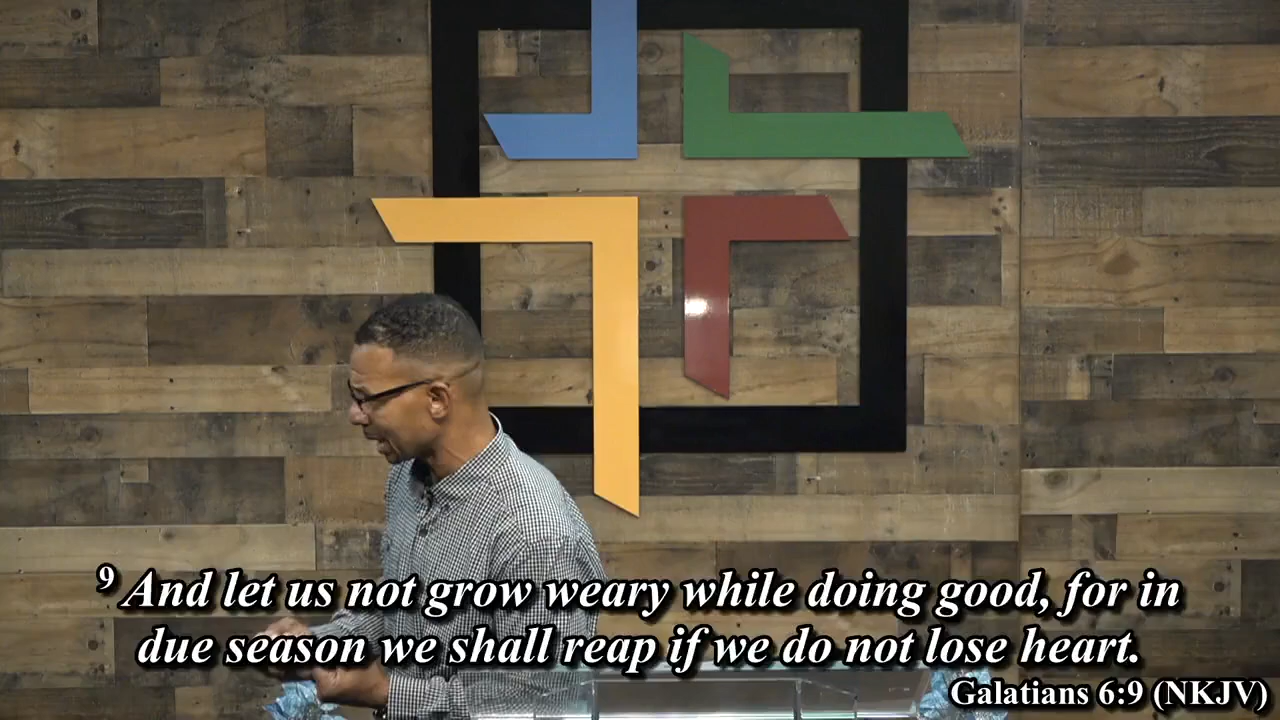 9 And let us not grow weary while doing good, for in
due season we shall reap if we do not lose heart.
Galatians 6:9 (NKJV)